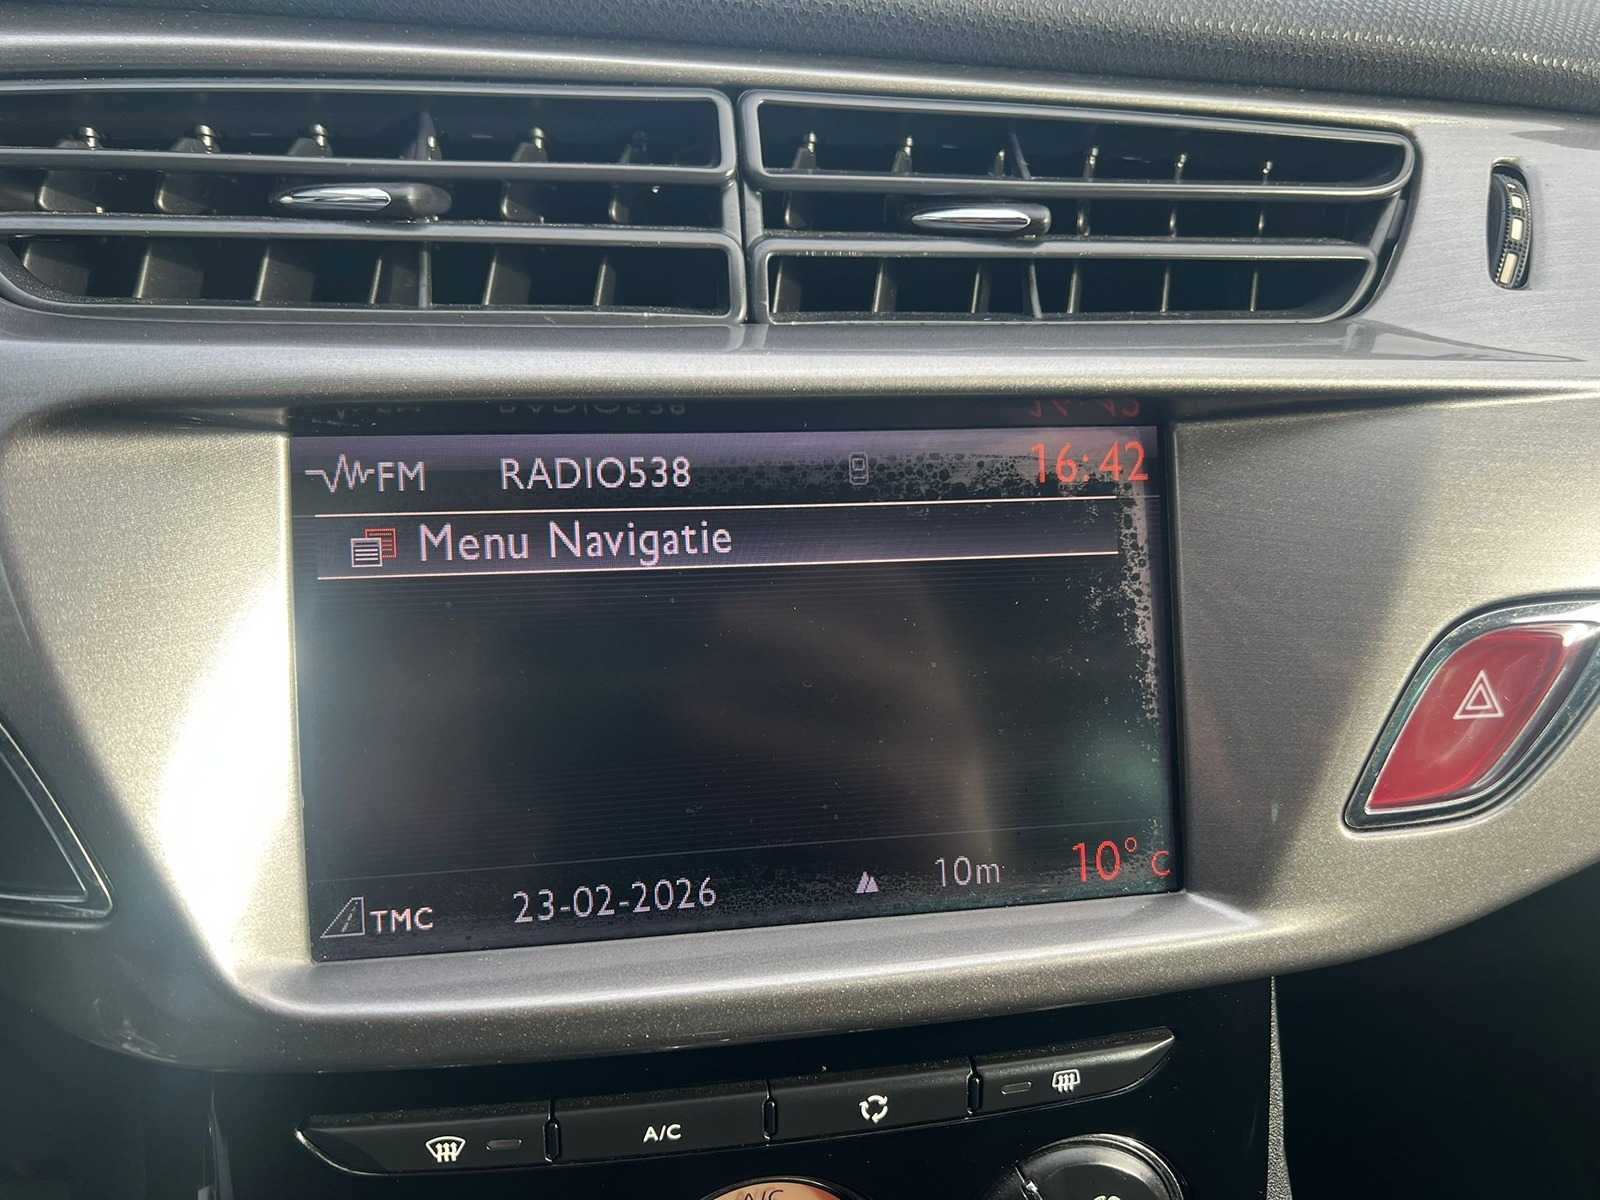 FM RADIO538 16:42
Menu Navigatie
TMC 23-02-2026 10m 10° C
A/C
A/C